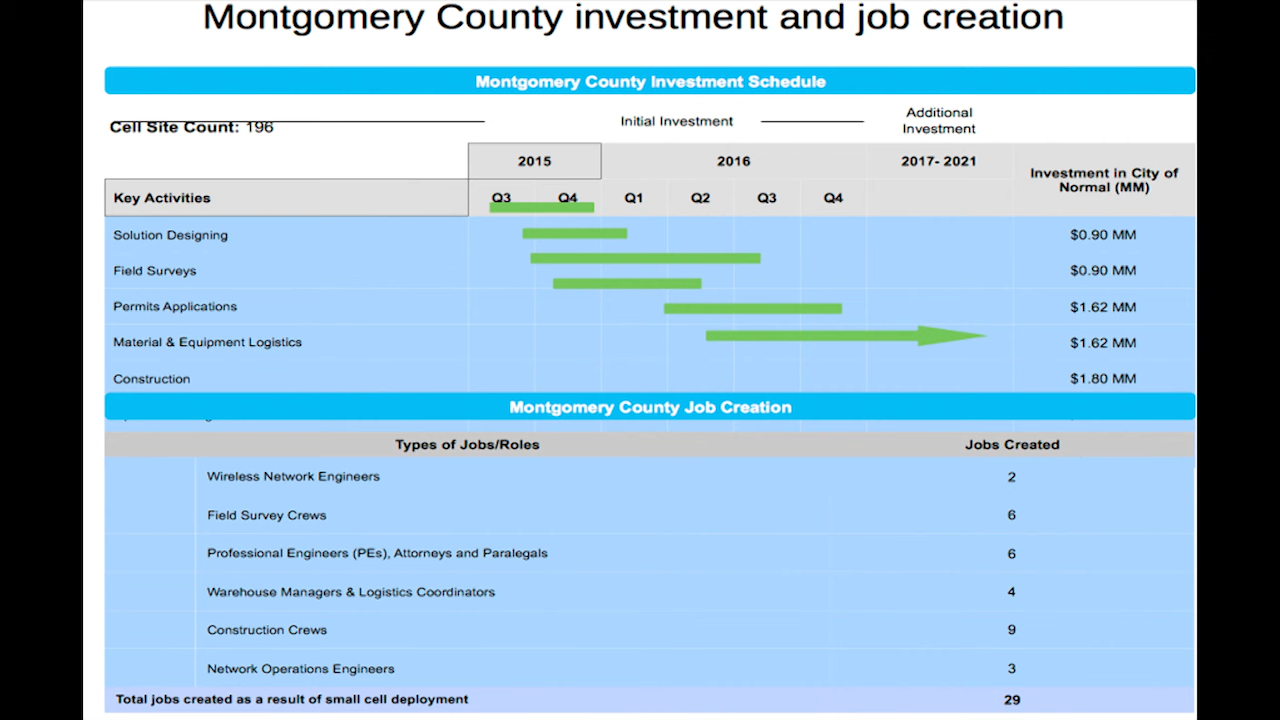 Montgomery County investment and job creation
Montgomery County Investment Schedule
Cell Site Count: 196
Initial Investment
Additional
Investment
2015 2016 2017- 2021
Investment in City of
Normal (MM)
Key Activities Q3 Q4 Q1 Q2 Q3 Q4
Solution Designing $0.90 MM
Field Surveys $0.90 MM
Permits Applications $1.62 MM
Material & Equipment Logistics $1.62 MM
Construction $1.80 MM
Montgomery County Job Creation
Types of Jobs/Roles Jobs Created
Wireless Network Engineers 2
Field Survey Crews 6
Professional Engineers (PEs), Attorneys and Paralegals 6
Warehouse Managers & Logistics Coordinators 4
Construction Crews 9
Network Operations Engineers 3
Total jobs created as a result of small cell deployment 29